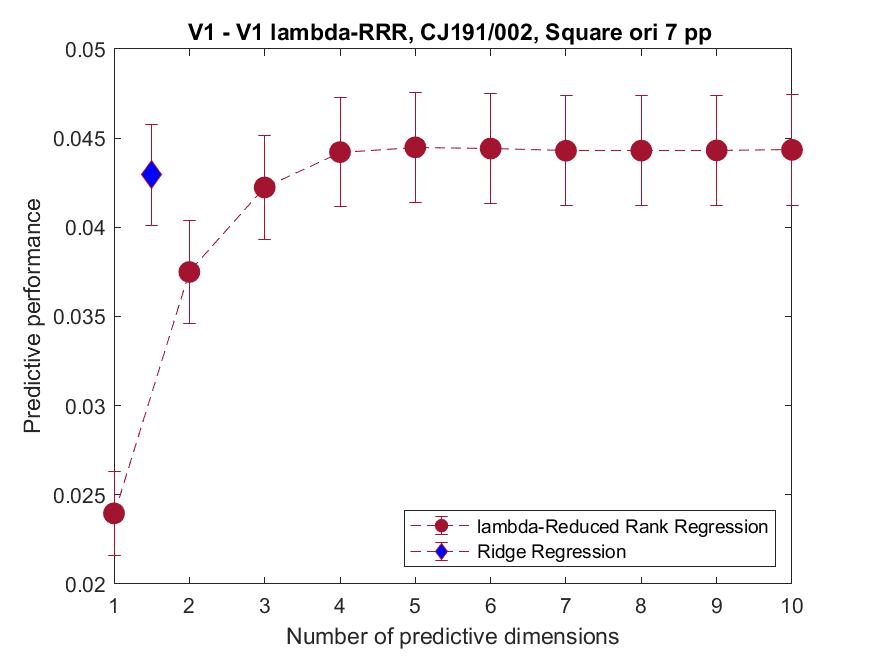 V1 - V1 lambda-RRR, CJ191/002, Square ori 7 pp
0.05
0.045
0.04
0.035
0.03
0.025
0.02
Predictive performance
1 2 3 4 5 6 7 8 9 10
Number of predictive dimensions
lambda-Reduced Rank Regression
Ridge Regression